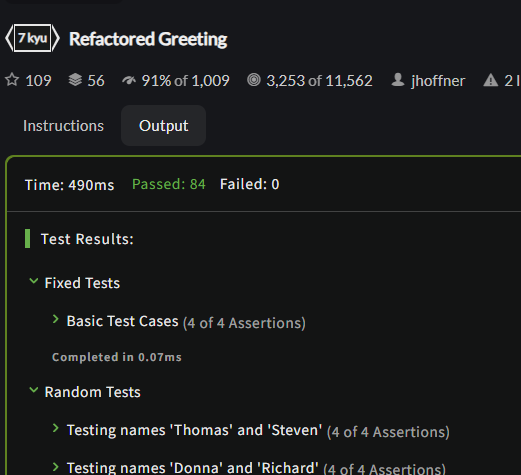 7 kyu Refactored Greeting
109 56 91% of 1,009 3,253 of 11,562 jhoffner 2 I
Instructions Output
Time: 490ms Passed: 84 Failed: 0
Test Results:
Fixed Tests
Basic Test Cases (4 of 4 Assertions)
Completed in 0.07ms
Random Tests
Testing names 'Thomas' and 'Steven' (4 of 4 Assertions)
Testing names 'Donna' and 'Richard' (4 of 4 Assertions)